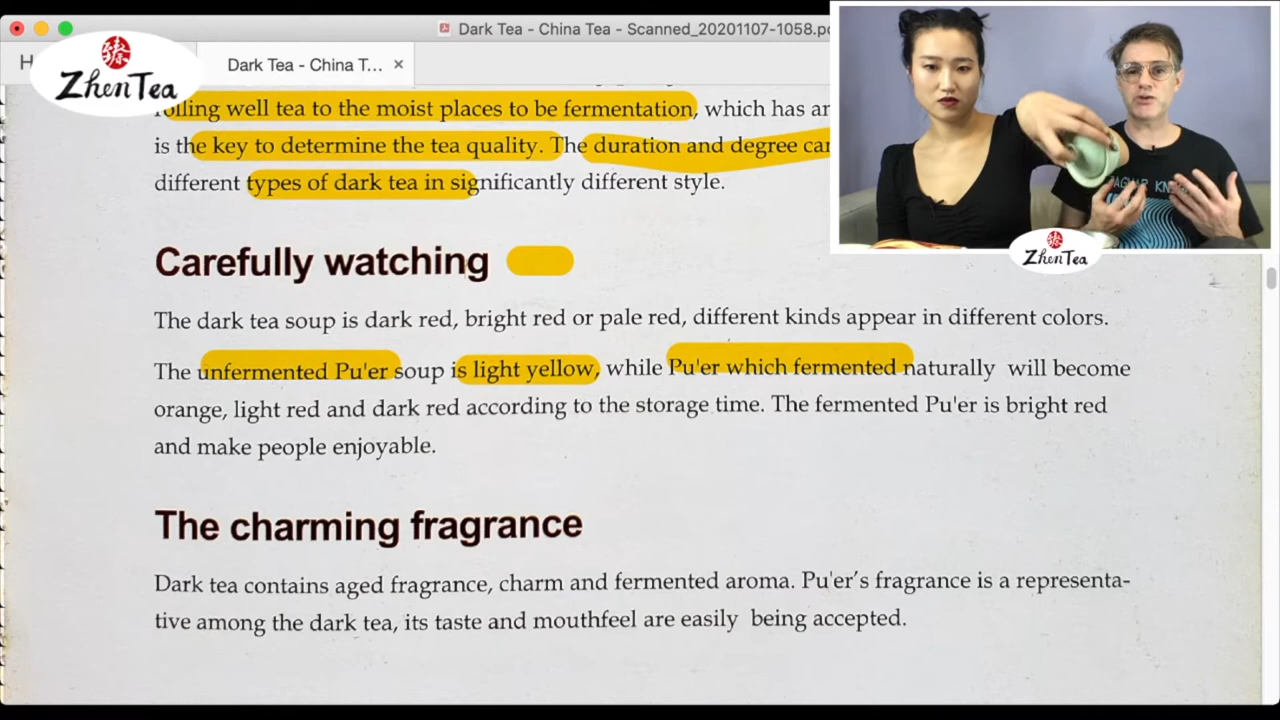 Dark Tea - China Tea - Scanned_20201107-1058.pd
H
Dark Tea - China T... ×
臻茶
ZhenTea
rolling well tea to the moist places to be fermentation, which has an
is the key to determine the tea quality. The duration and degree can
different types of dark tea in significantly different style.
ZhenTea
Carefully watching
The dark tea soup is dark red, bright red or pale red, different kinds appear in different colors.
The unfermented Pu'er soup is light yellow, while Pu'er which fermented naturally will become
orange, light red and dark red according to the storage time. The fermented Pu'er is bright red
and make people enjoyable.
The charming fragrance
Dark tea contains aged fragrance, charm and fermented aroma. Pu'er’s fragrance is a representa-
tive among the dark tea, its taste and mouthfeel are easily being accepted.